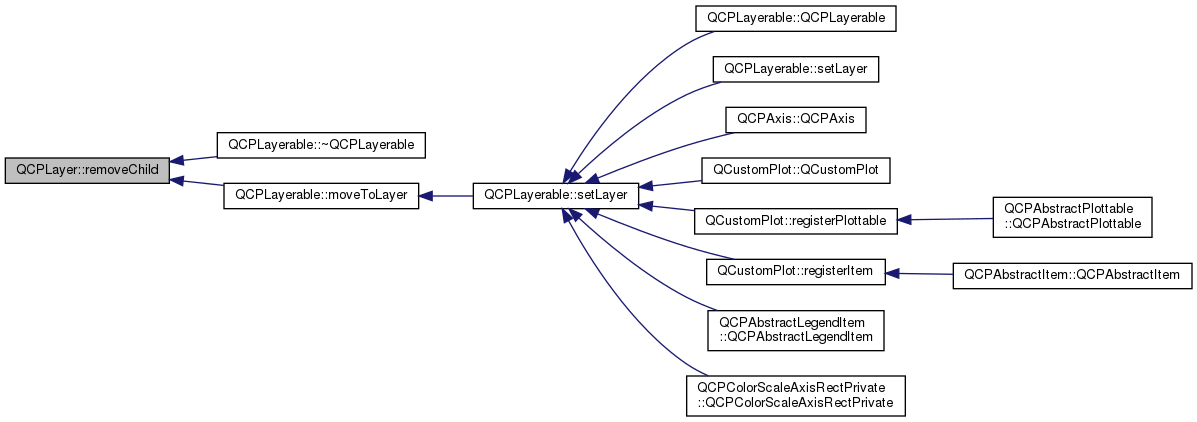 QCPLayer::removeChild
QCPLayerable::~QCPLayerable
QCPLayerable::moveToLayer
QCPLayerable::setLayer
QCPLayerable::QCPLayerable
QCPLayerable::setLayer
QCPAxis::QCPAxis
QCustomPlot::QCustomPlot
QCustomPlot::registerPlottable
QCPAbstractPlottable
::QCPAbstractPlottable
QCustomPlot::registerItem
QCPAbstractItem::QCPAbstractItem
QCPAbstractLegendItem
::QCPAbstractLegendItem
QCPColorScaleAxisRectPrivate
::QCPColorScaleAxisRectPrivate